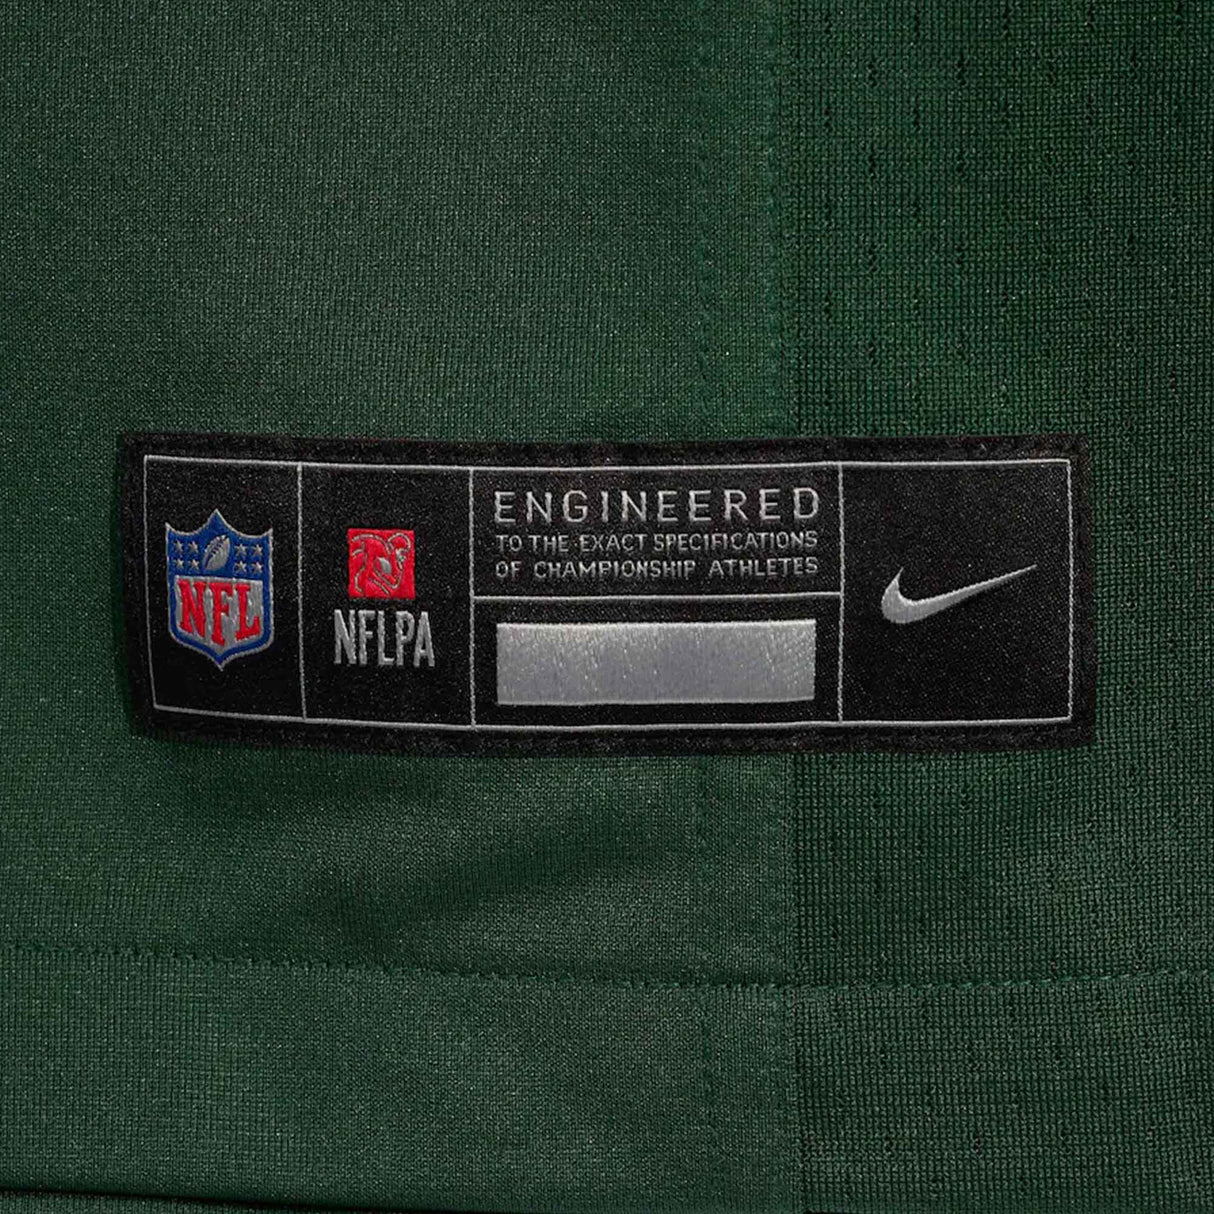 NFL
NFLPA
ENGINEERED
TO THE EXACT SPECIFICATIONS
OF CHAMPIONSHIP ATHLETES